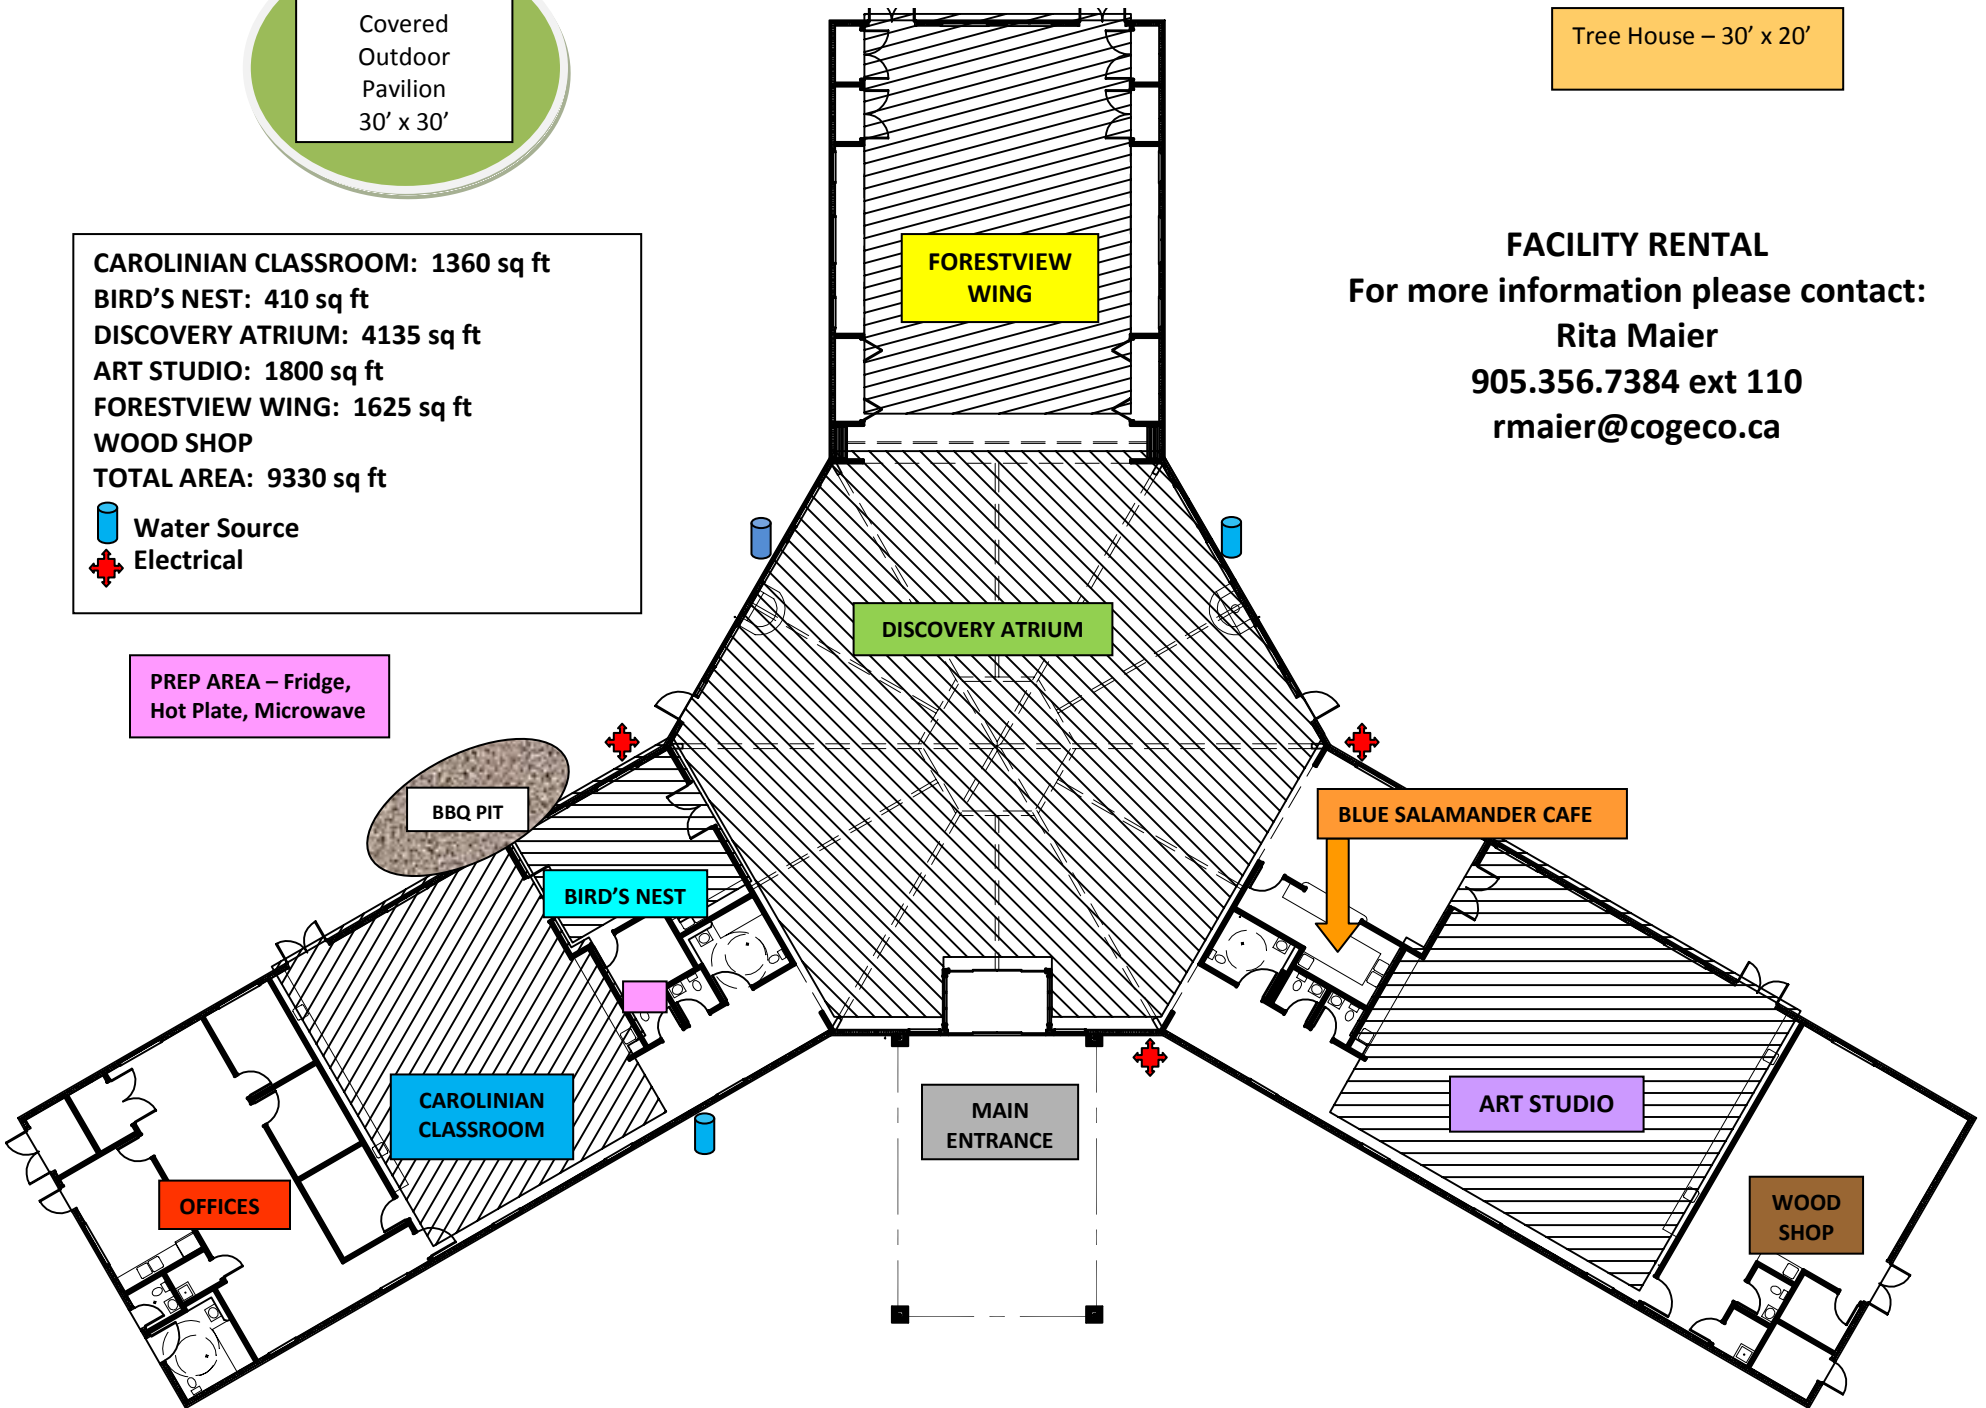 Covered
Outdoor
Pavilion
30’ x 30’
Tree House – 30’ x 20’
CAROLINIAN CLASSROOM: 1360 sq ft
BIRD’S NEST: 410 sq ft
DISCOVERY ATRIUM: 4135 sq ft
ART STUDIO: 1800 sq ft
FORESTVIEW WING: 1625 sq ft
WOOD SHOP
TOTAL AREA: 9330 sq ft
Water Source
Electrical
FORESTVIEW
WING
FACILITY RENTAL
For more information please contact:
Rita Maier
905.356.7384 ext 110
rmaier@cogeco.ca
DISCOVERY ATRIUM
PREP AREA – Fridge,
Hot Plate, Microwave
BBQ PIT
BLUE SALAMANDER CAFE
BIRD’S NEST
CAROLINIAN
CLASSROOM
MAIN
ENTRANCE
ART STUDIO
OFFICES
WOOD
SHOP